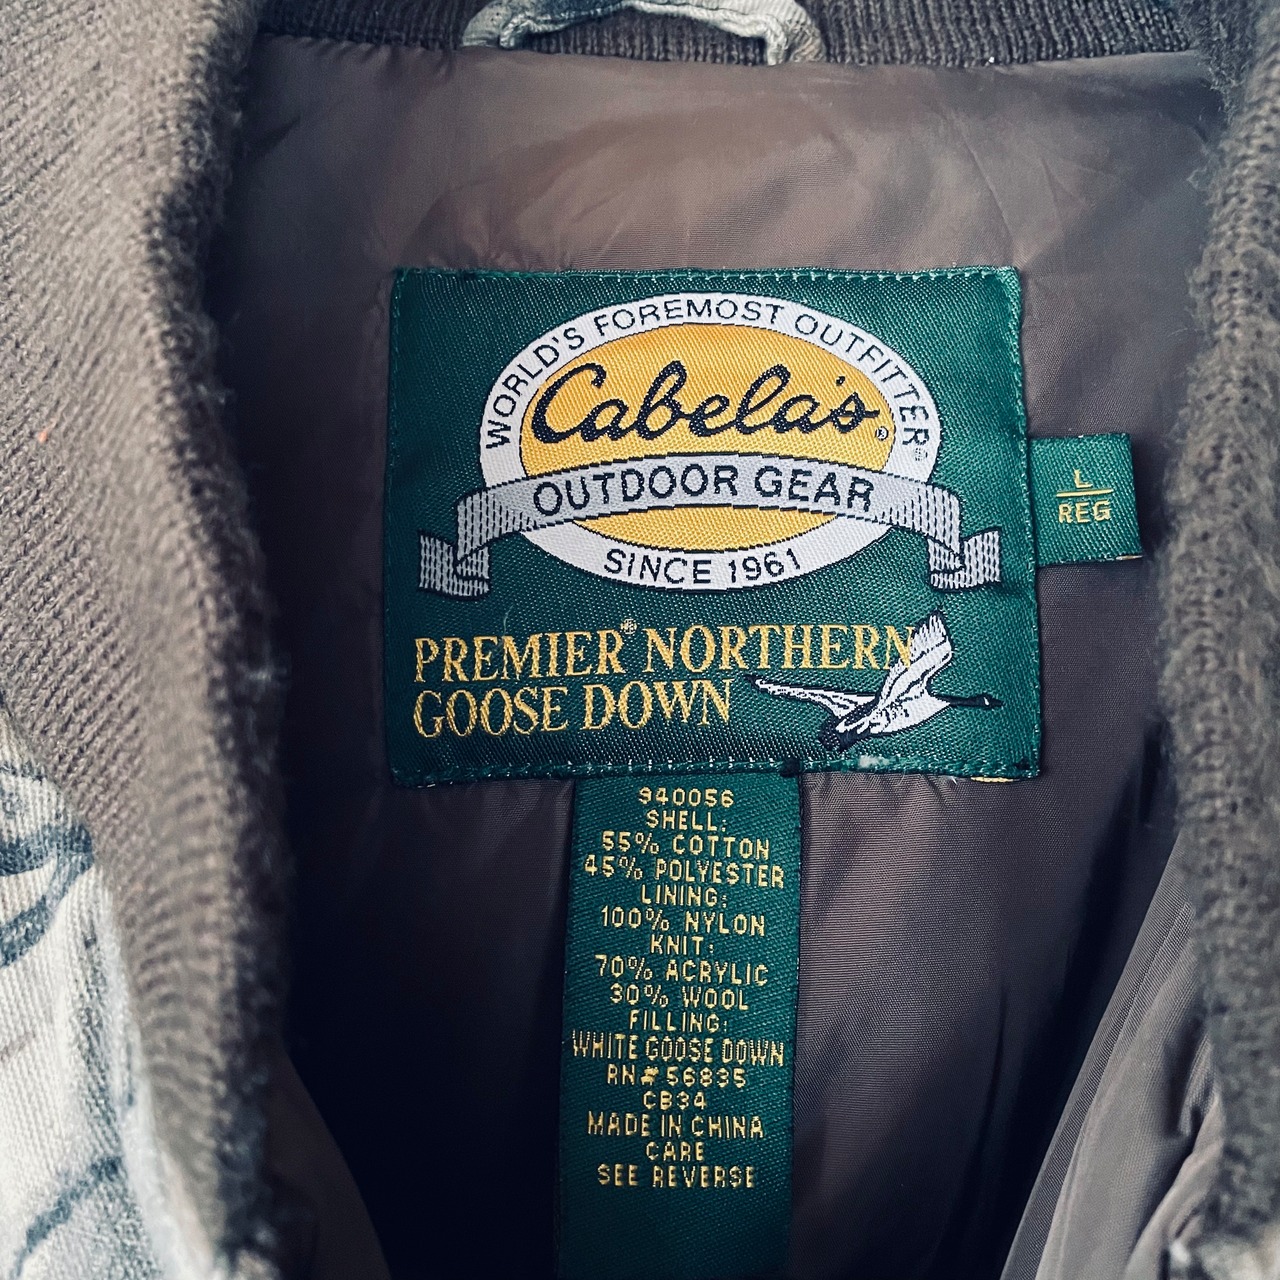 WORLD'S FOREMOST OUTFITTER®
Cabela's®
OUTDOOR GEAR
SINCE 1961
PREMIER® NORTHERN
GOOSE DOWN
L
REG
940056
SHELL:
55% COTTON
45% POLYESTER
LINING:
100% NYLON
KNIT:
70% ACRYLIC
30% WOOL
FILLING:
WHITE GOOSE DOWN
RN#56835
CB34
MADE IN CHINA
CARE
SEE REVERSE